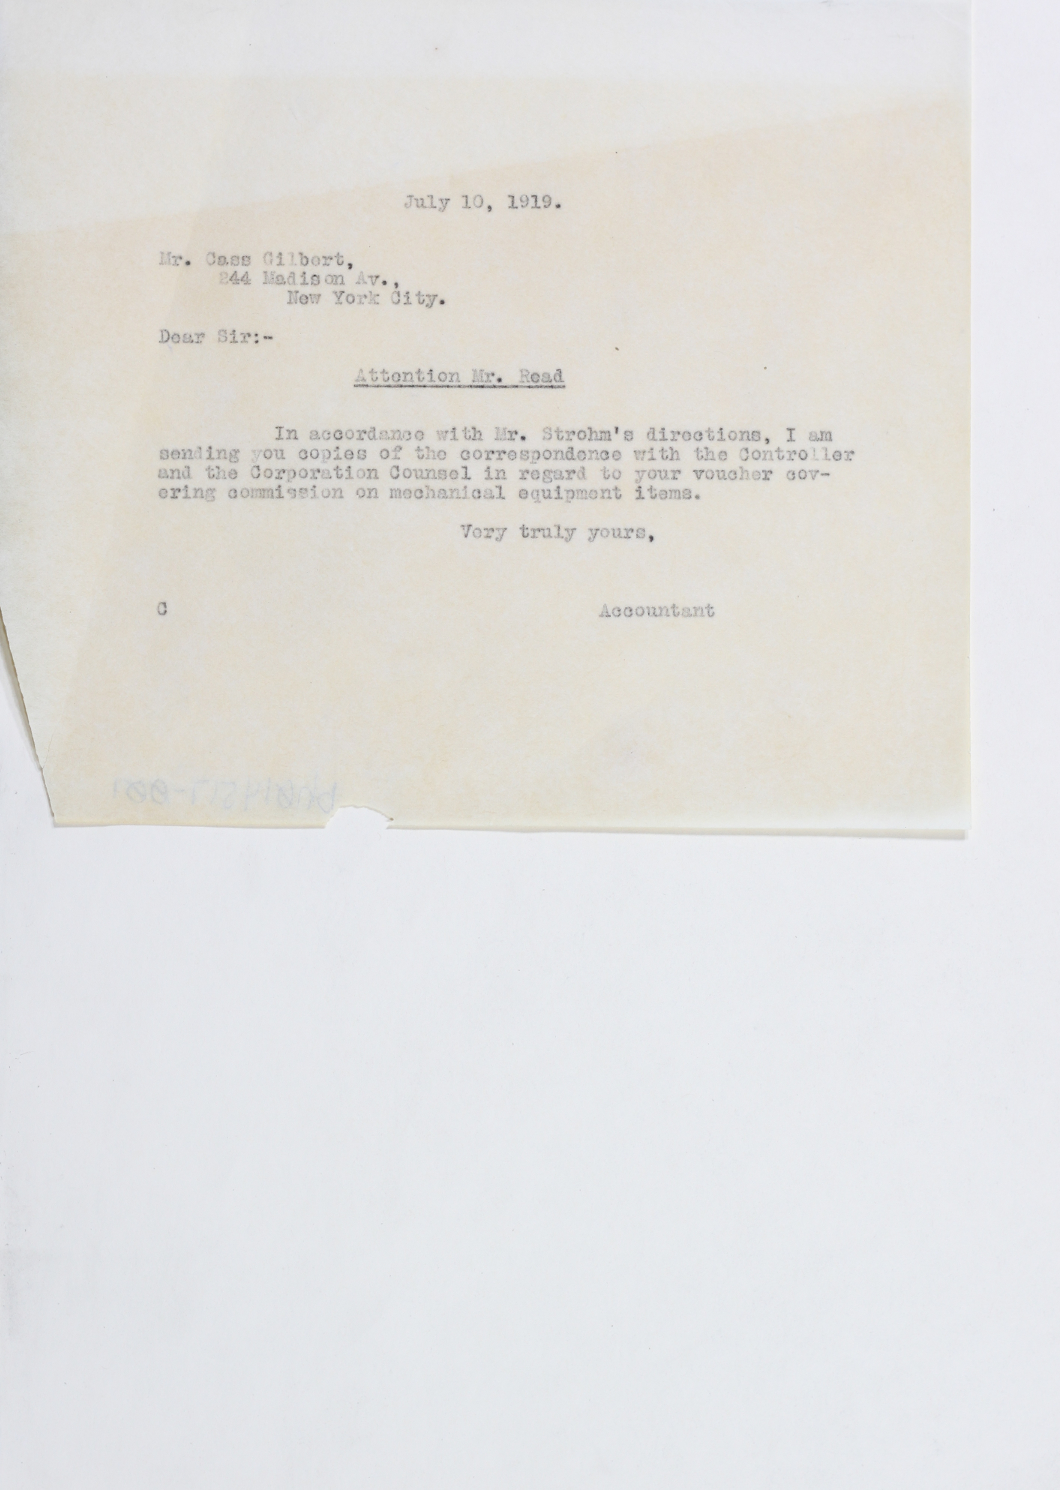 July 10, 1919.
Mr. Cass Gilbert,
244 Madison Av.,
New York City.
Dear Sir:-
Attention Mr. Read
In accordance with Mr. Strohm's directions, I am
sending you copies of the correspondence with the Controller
and the Corporation Counsel in regard to your voucher cov-
ering commission on mechanical equipment items.
Very truly yours,
C
Accountant